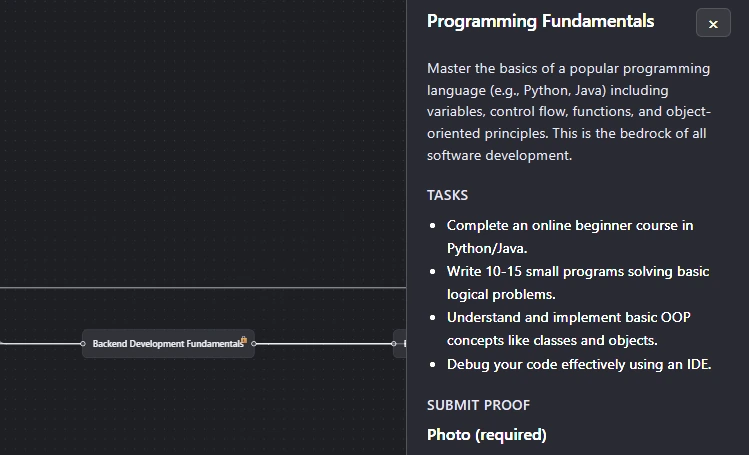 Programming Fundamentals
×
Master the basics of a popular programming
language (e.g., Python, Java) including
variables, control flow, functions, and object-
oriented principles. This is the bedrock of all
software development.
TASKS
• Complete an online beginner course in
Python/Java.
• Write 10-15 small programs solving basic
logical problems.
• Understand and implement basic OOP
concepts like classes and objects.
• Debug your code effectively using an IDE.
SUBMIT PROOF
Photo (required)
Backend Development Fundamentals